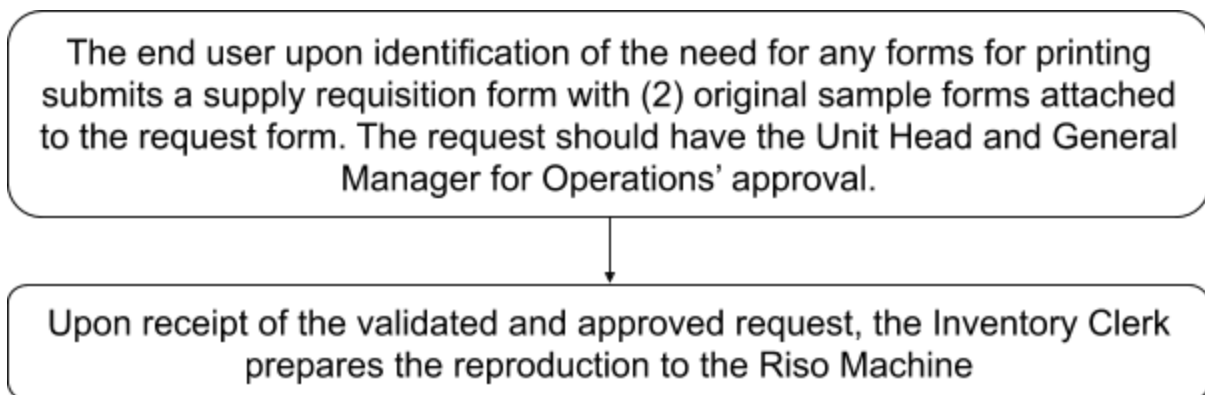 The end user upon identification of the need for any forms for printing
submits a supply requisition form with (2) original sample forms attached
to the request form. The request should have the Unit Head and General
Manager for Operations’ approval.
Upon receipt of the validated and approved request, the Inventory Clerk
prepares the reproduction to the Riso Machine